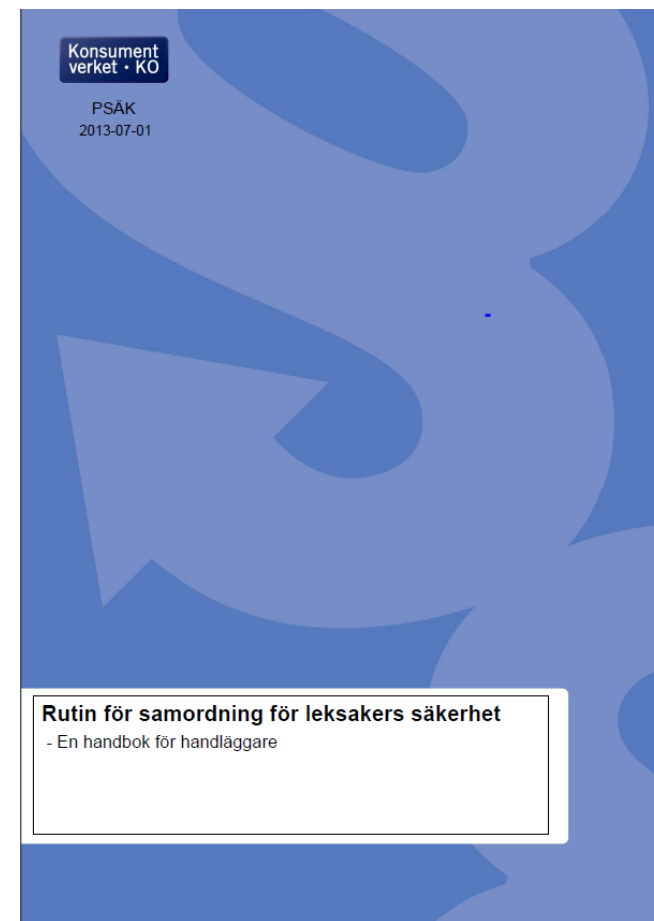 Konsument
verket · KO
PSÄK
2013-07-01
Rutin för samordning för leksakers säkerhet
- En handbok för handläggare